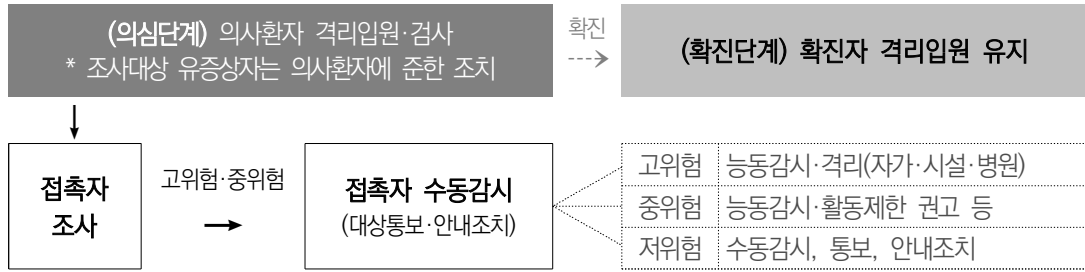 (의심단계) 의사환자 격리입원·검사
* 조사대상 유증상자는 의사환자에 준한 조치
확진
(확진단계) 확진자 격리입원 유지
접촉자
조사
고위험·중위험
접촉자 수동감시
(대상통보·안내조치)
고위험 능동감시·격리(자가·시설·병원)
중위험 능동감시·활동제한 권고 등
저위험 수동감시, 통보, 안내조치